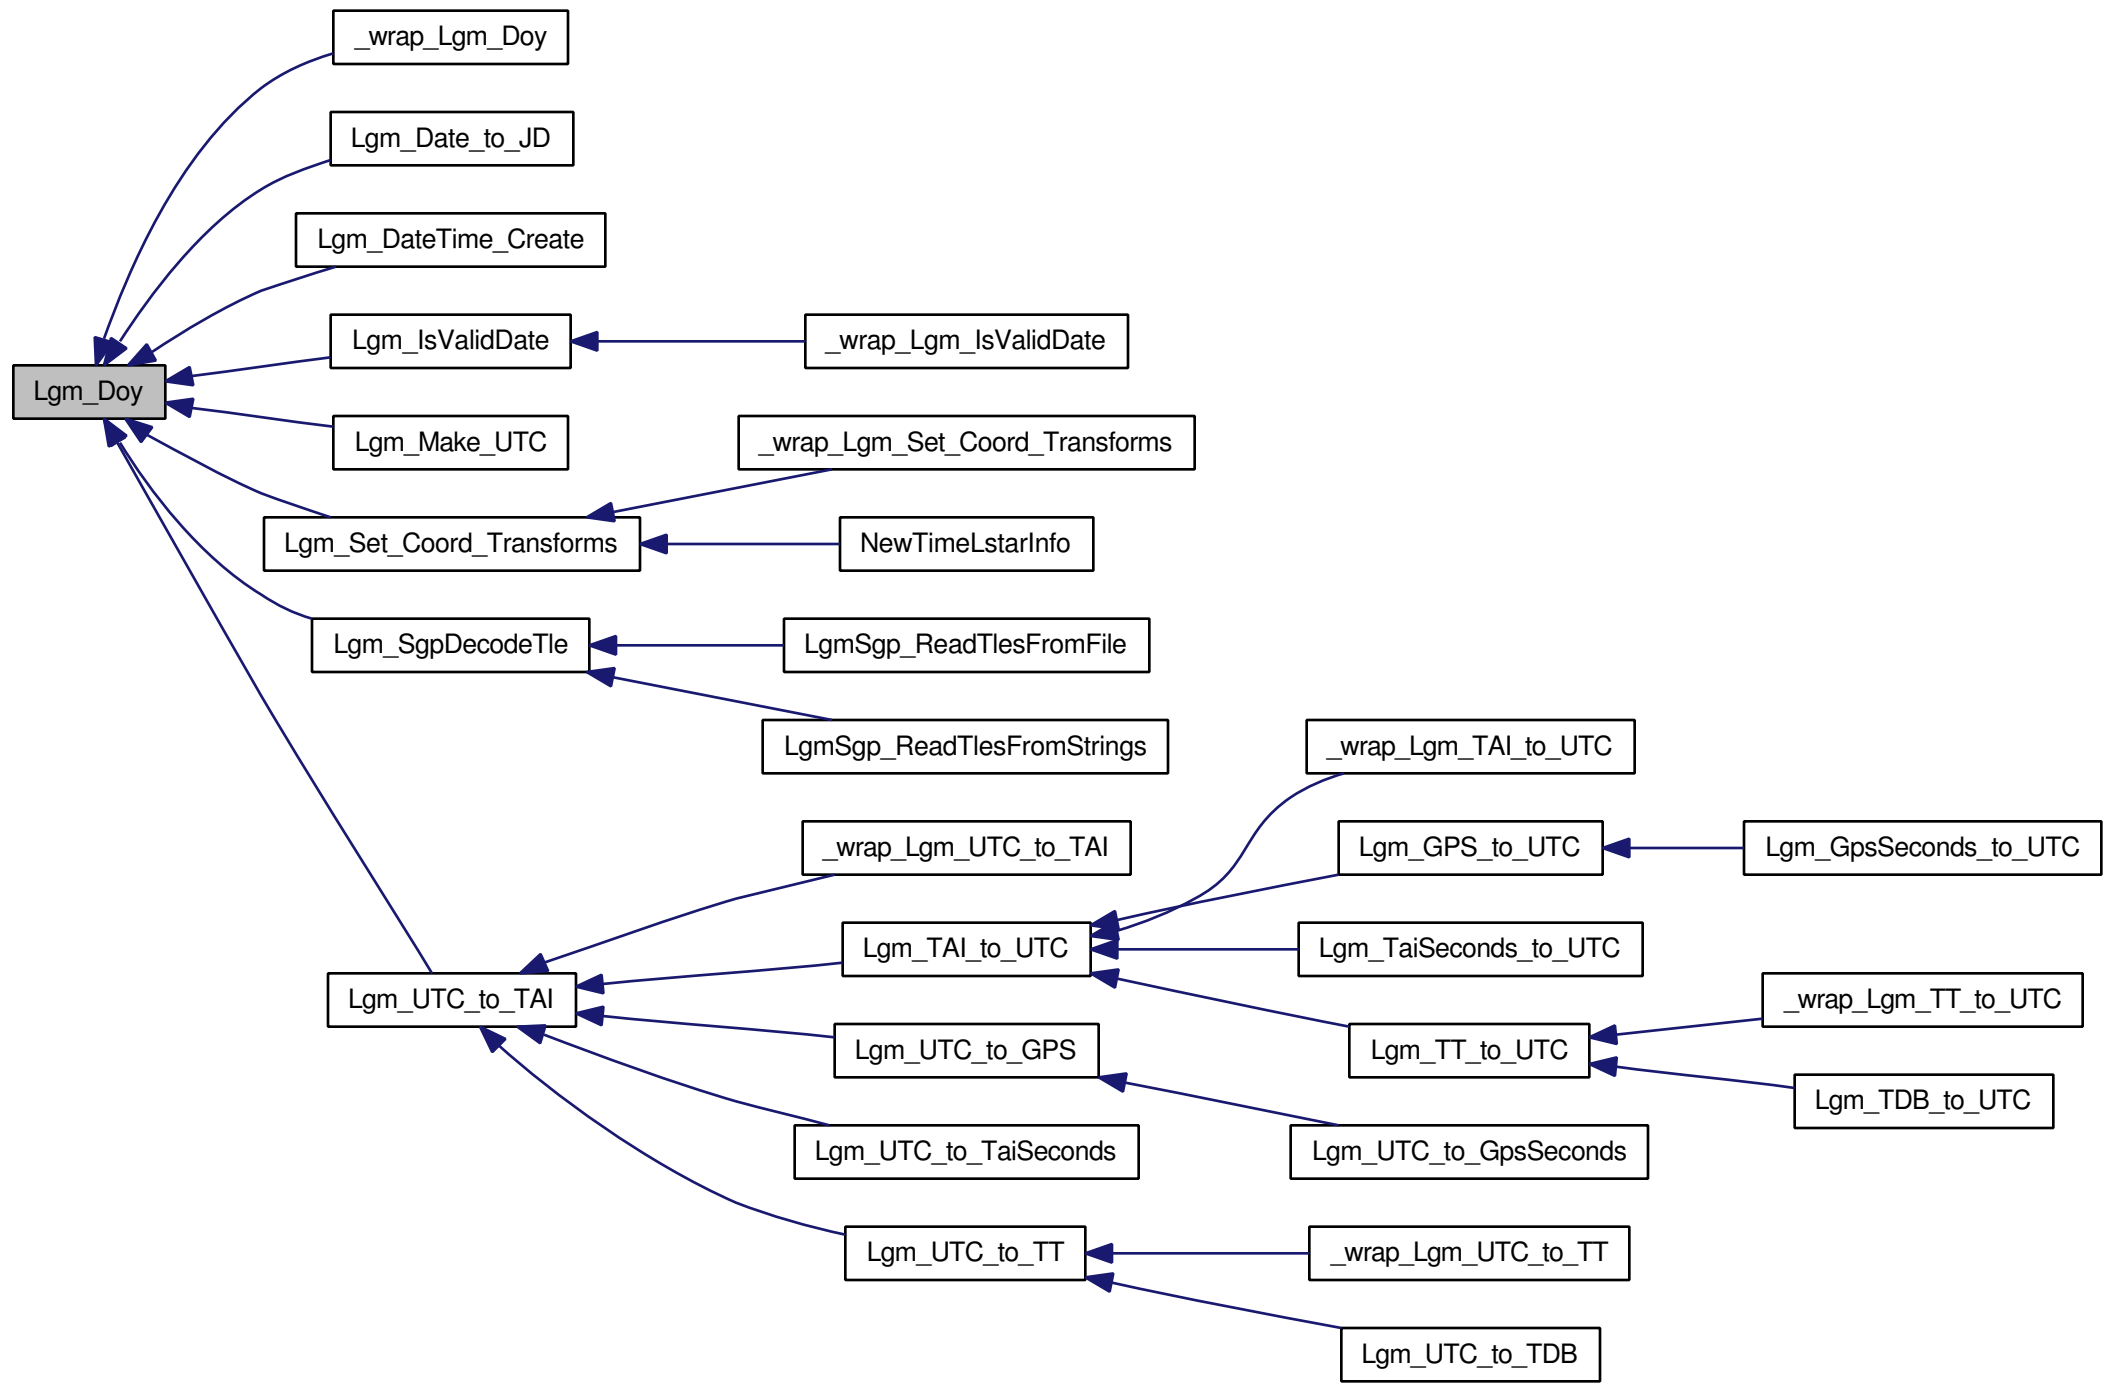 _wrap_Lgm_Doy
Lgm_Date_to_JD
Lgm_DateTime_Create
Lgm_IsValidDate
_wrap_Lgm_IsValidDate
Lgm_Doy
Lgm_Make_UTC
_wrap_Lgm_Set_Coord_Transforms
Lgm_Set_Coord_Transforms
NewTimeLstarInfo
Lgm_SgpDecodeTle
LgmSgp_ReadTlesFromFile
LgmSgp_ReadTlesFromStrings
_wrap_Lgm_TAI_to_UTC
_wrap_Lgm_UTC_to_TAI
Lgm_GPS_to_UTC
Lgm_GpsSeconds_to_UTC
Lgm_TAI_to_UTC
Lgm_TaiSeconds_to_UTC
Lgm_UTC_to_TAI
_wrap_Lgm_TT_to_UTC
Lgm_UTC_to_GPS
Lgm_TT_to_UTC
Lgm_TDB_to_UTC
Lgm_UTC_to_TaiSeconds
Lgm_UTC_to_GpsSeconds
Lgm_UTC_to_TT
_wrap_Lgm_UTC_to_TT
Lgm_UTC_to_TDB